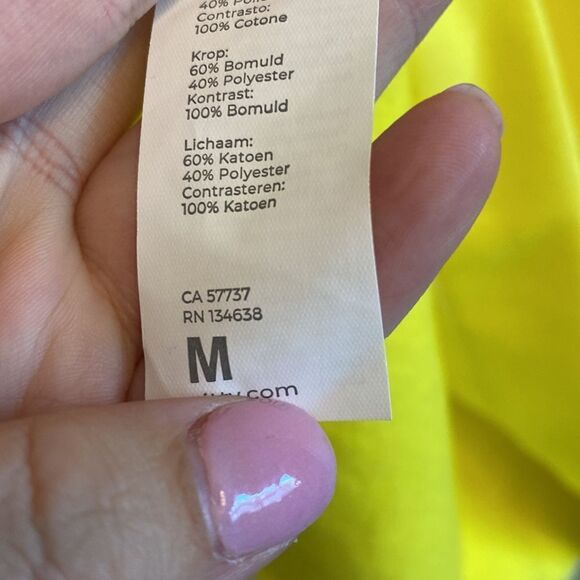 40%
Contrasto:
100% Cotone
Krop:
60% Bomuld
40% Polyester
Kontrast:
100% Bomuld
Lichaam:
60% Katoen
40% Polyester
Contrasteren:
100% Katoen
CA 57737
RN 134638
M